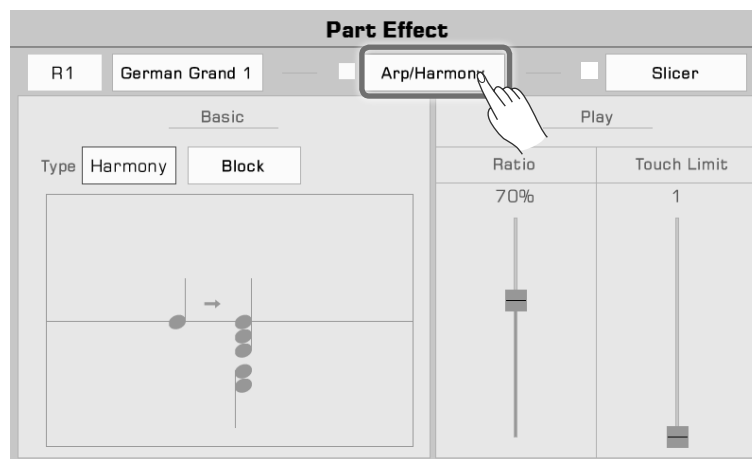 Part Effect
R1 German Grand 1 Arp/Harmony Slicer
Basic Play
Type Harmony Block
Ratio Touch Limit
70% 1